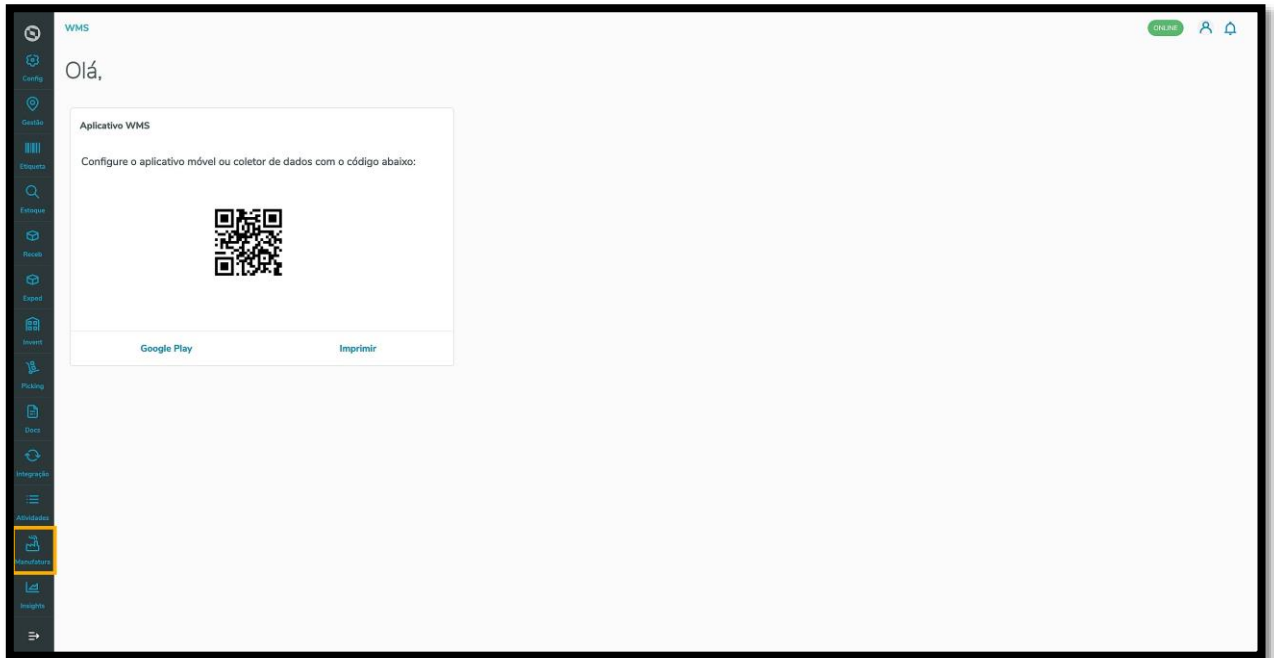 WMS
ONLINE
Olá,
Config
Gestão
Etiqueta
Estoque
Receb
Exped
Invent
Picking
Docs
Integração
Atividades
Manufatura
Insights
Aplicativo WMS
Configure o aplicativo móvel ou coletor de dados com o código abaixo:
Google Play
Imprimir